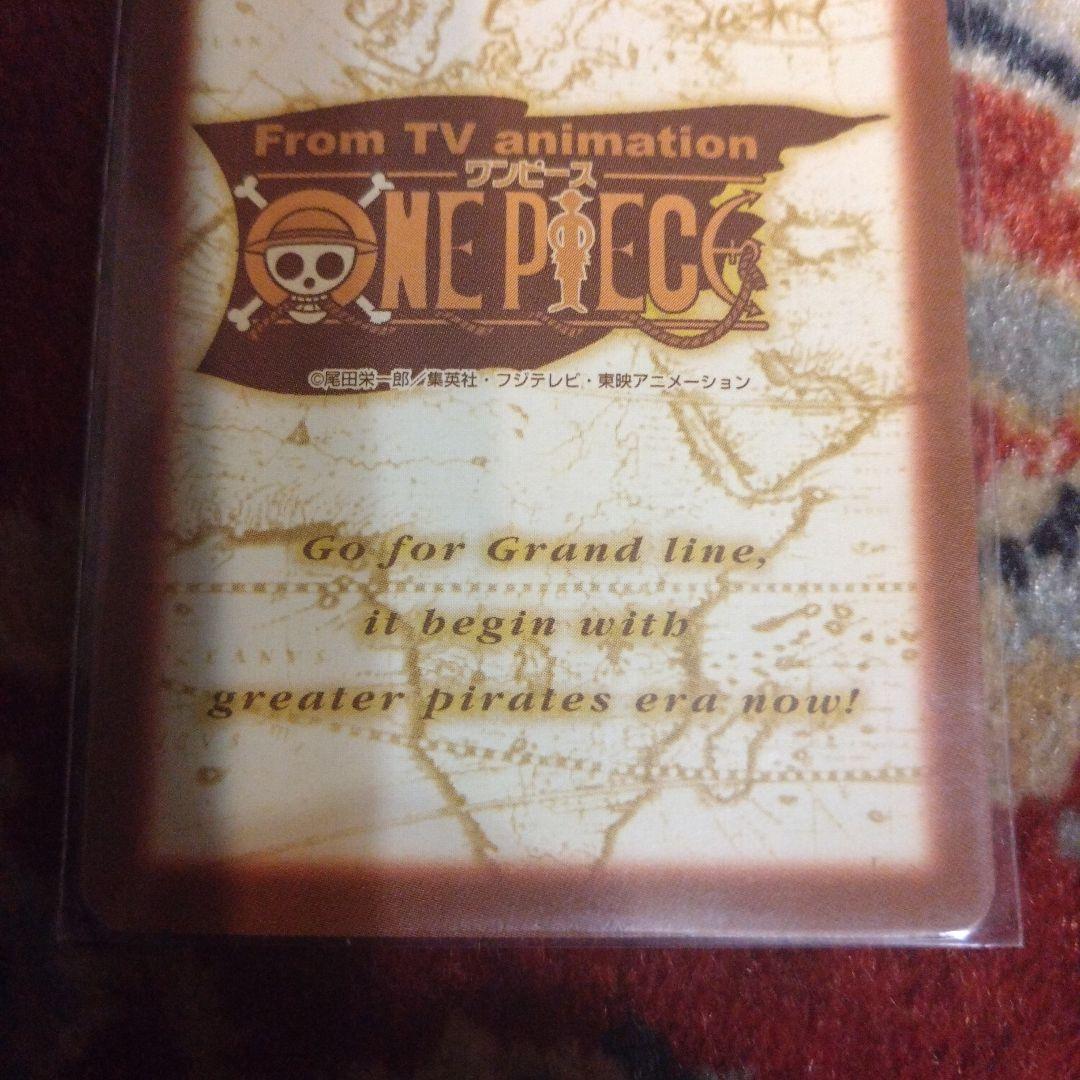 From TV animation
ワンピース
ONE PIECE
©尾田栄一郎／集英社・フジテレビ・東映アニメーション
Go for Grand line,
it begin with
greater pirates era now!